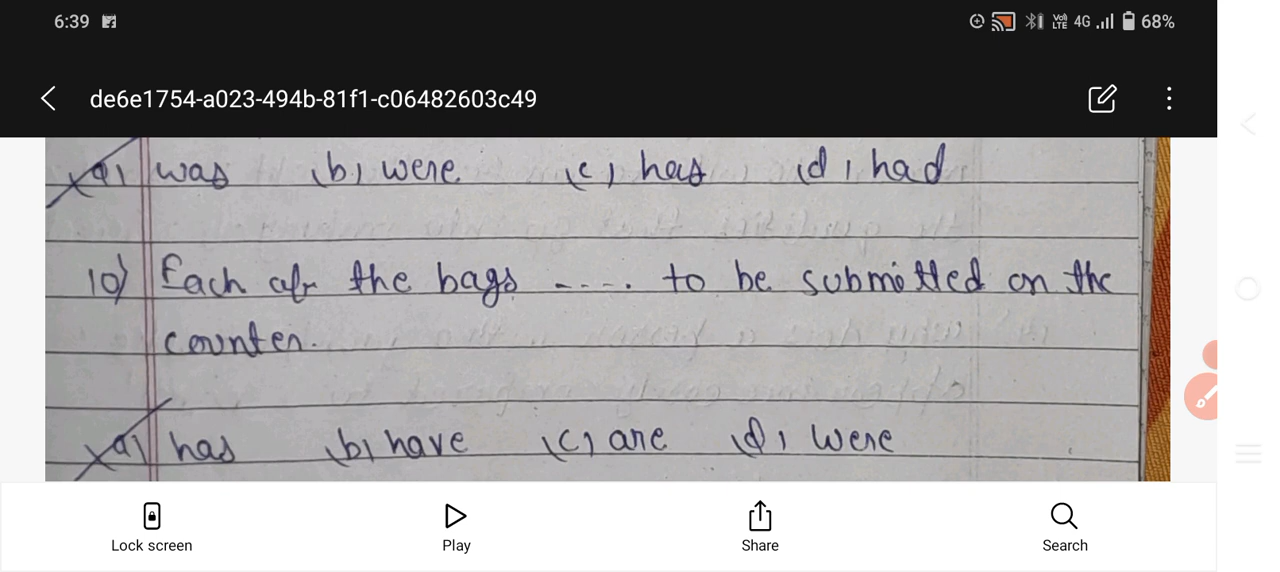 6:39 4G 68%
de6e1754-a023-494b-81f1-c06482603c49
(a) was (b) were (c) has (d) had
10) Each of the bags ---- to be submitted on the
counter.
(a) has (b) have (c) are (d) were
Lock screen Play Share Search